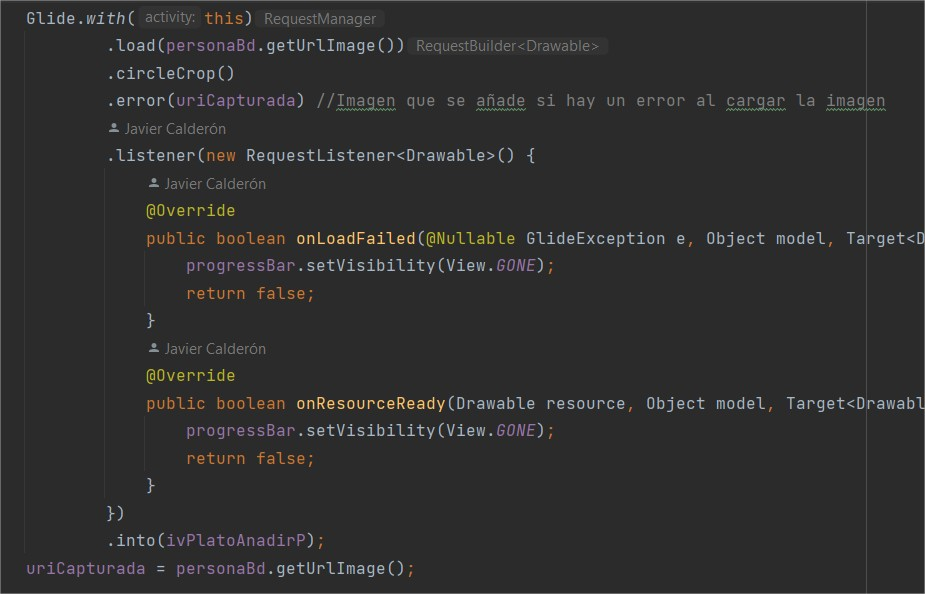 Glide.with( activity: this) RequestManager
.load(personaBd.getUrlImage()) RequestBuilder<Drawable>
.circleCrop()
.error(uriCapturada) //Imagen que se añade si hay un error al cargar la imagen
Javier Calderón
.listener(new RequestListener<Drawable>() {
Javier Calderón
@Override
public boolean onLoadFailed(@Nullable GlideException e, Object model, Target<D
progressBar.setVisibility(View.GONE);
return false;
}
Javier Calderón
@Override
public boolean onResourceReady(Drawable resource, Object model, Target<Drawabl
progressBar.setVisibility(View.GONE);
return false;
}
})
.into(ivPlatoAnadirP);
uriCapturada = personaBd.getUrlImage();